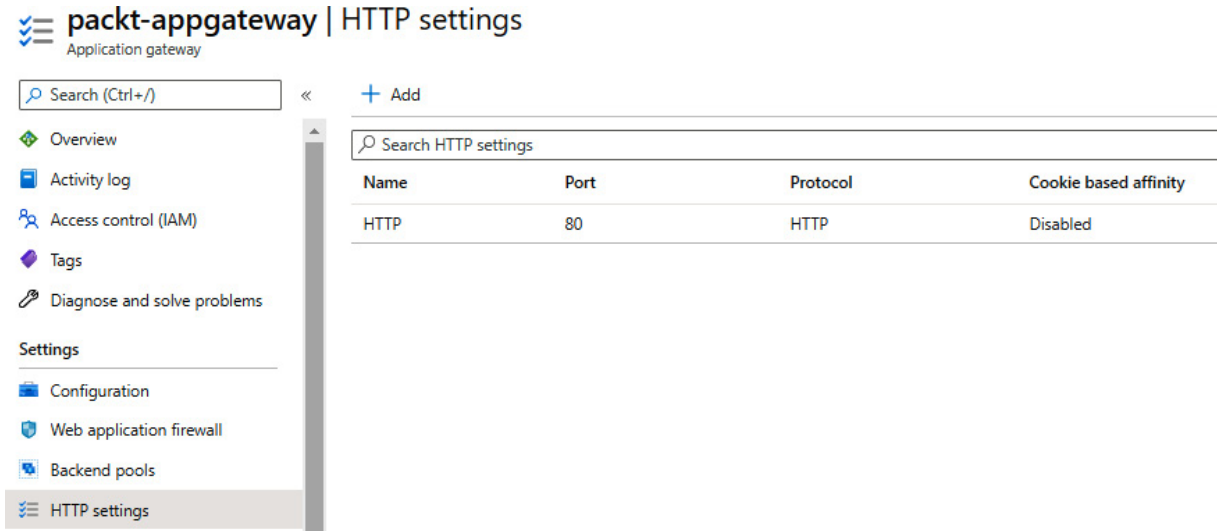 packt-appgateway | HTTP settings
Application gateway
Search (Ctrl+/)
«
Overview
Activity log
Access control (IAM)
Tags
Diagnose and solve problems
Settings
Configuration
Web application firewall
Backend pools
HTTP settings
+ Add
Search HTTP settings
Name Port Protocol Cookie based affinity
HTTP 80 HTTP Disabled